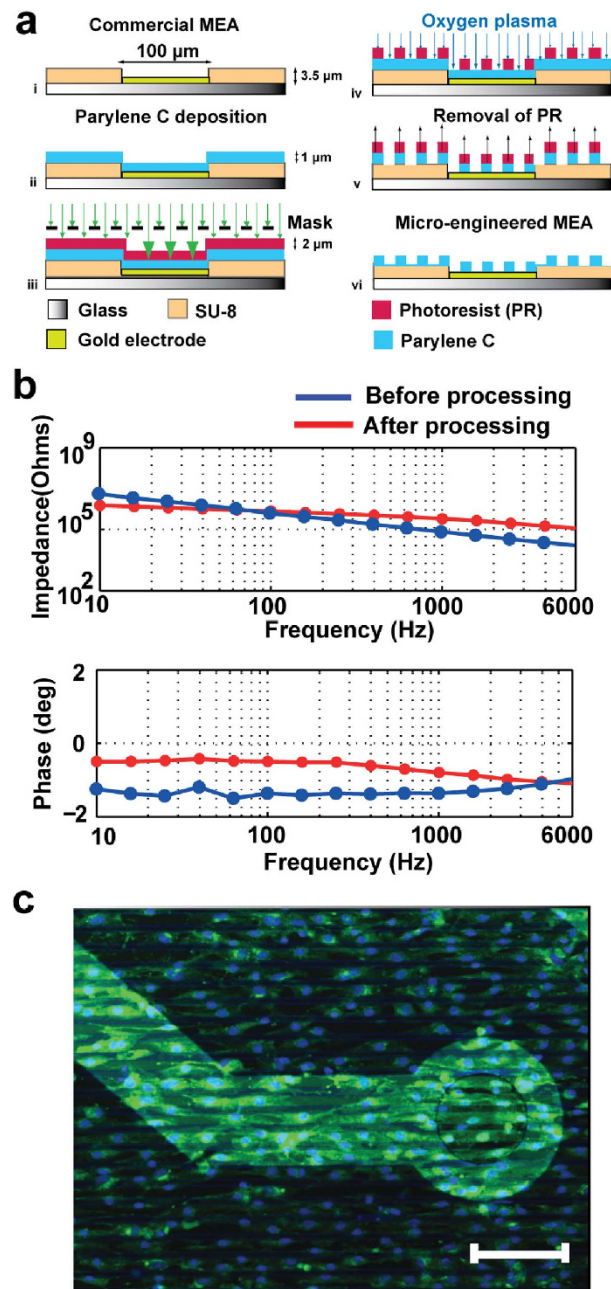 a
Commercial MEA
100 µm
3.5 µm
i
Parylene C deposition
1 µm
ii
Mask
2 µm
iii
Oxygen plasma
iv
Removal of PR
v
Micro-engineered MEA
vi
Glass
SU-8
Gold electrode
Photoresist (PR)
Parylene C
b
Before processing
After processing
Impedance(Ohms)
10^9
10^5
10^2
10 100 1000 6000
Frequency (Hz)
Phase (deg)
2
0
−2
10 100 1000 6000
Frequency (Hz)
c